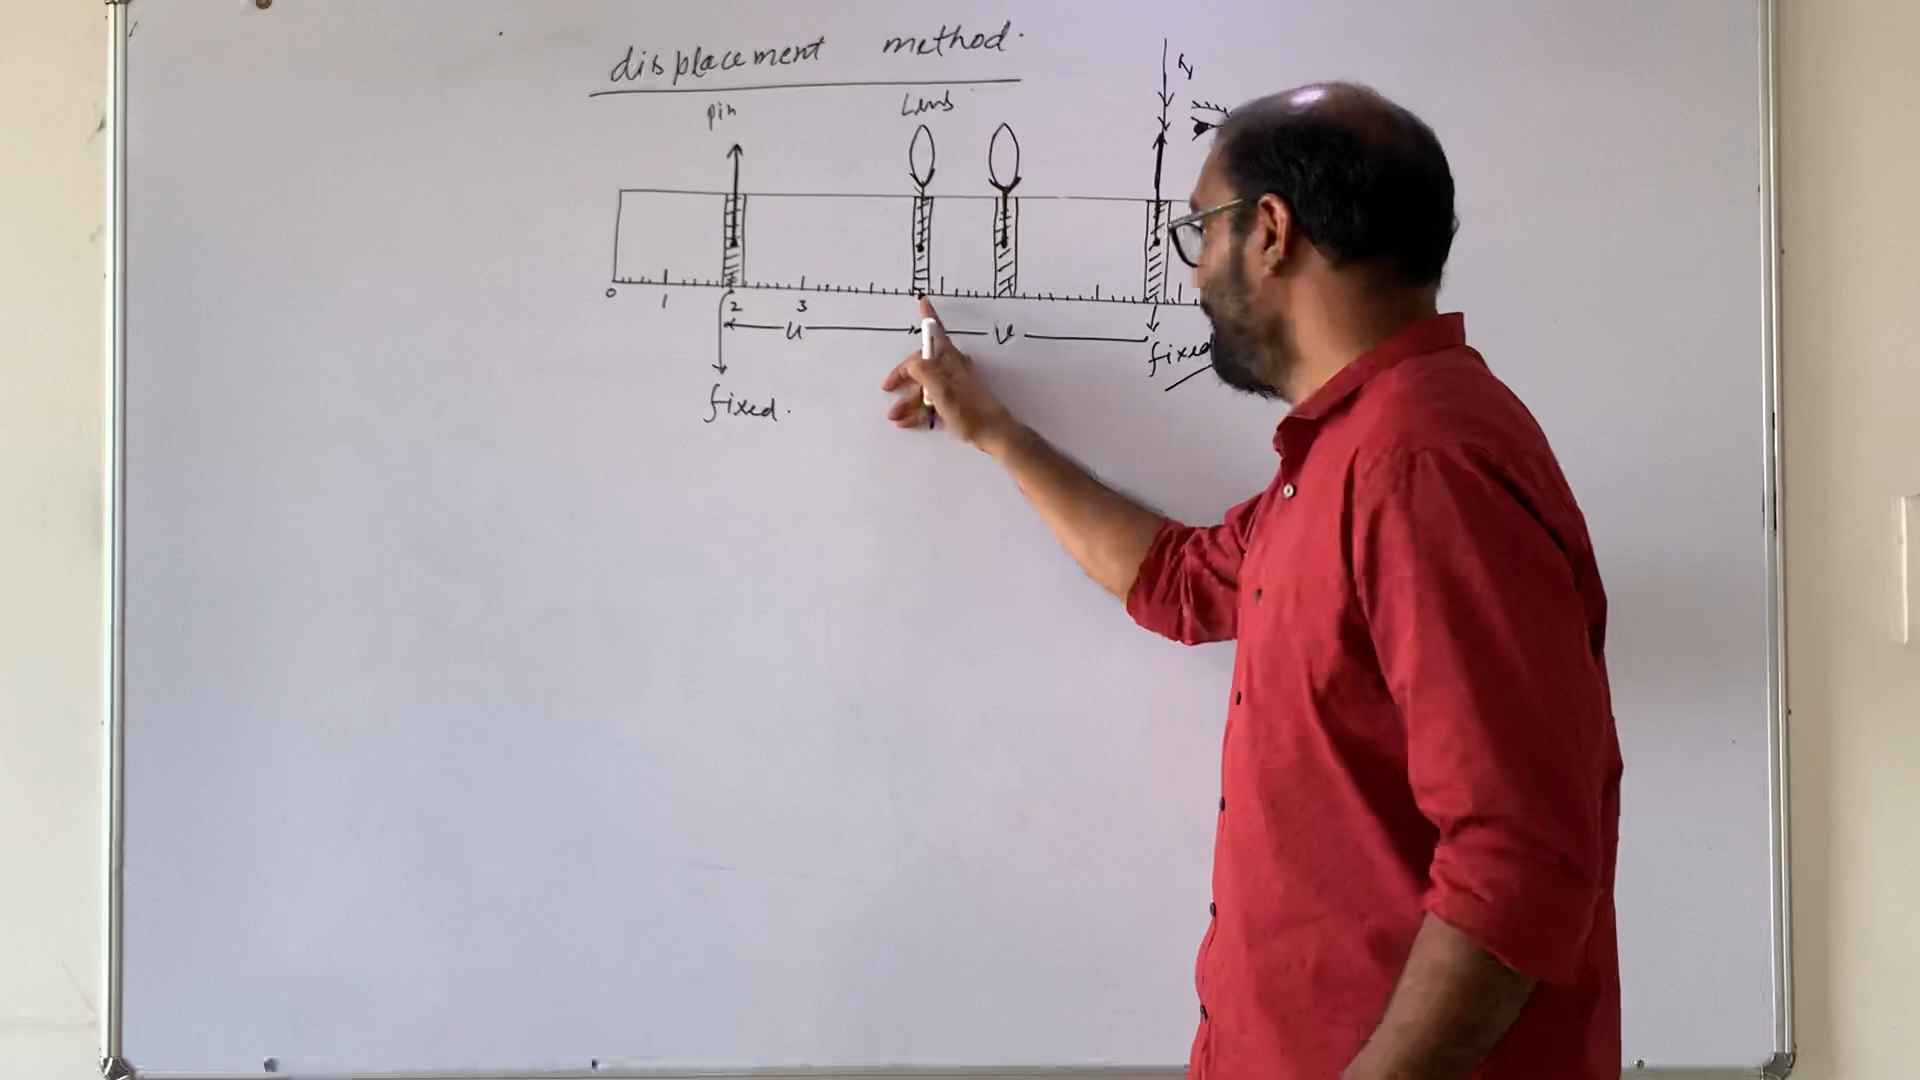 displacement method.
pin Lens
0 1 2 3
u v
fixed
fixed.